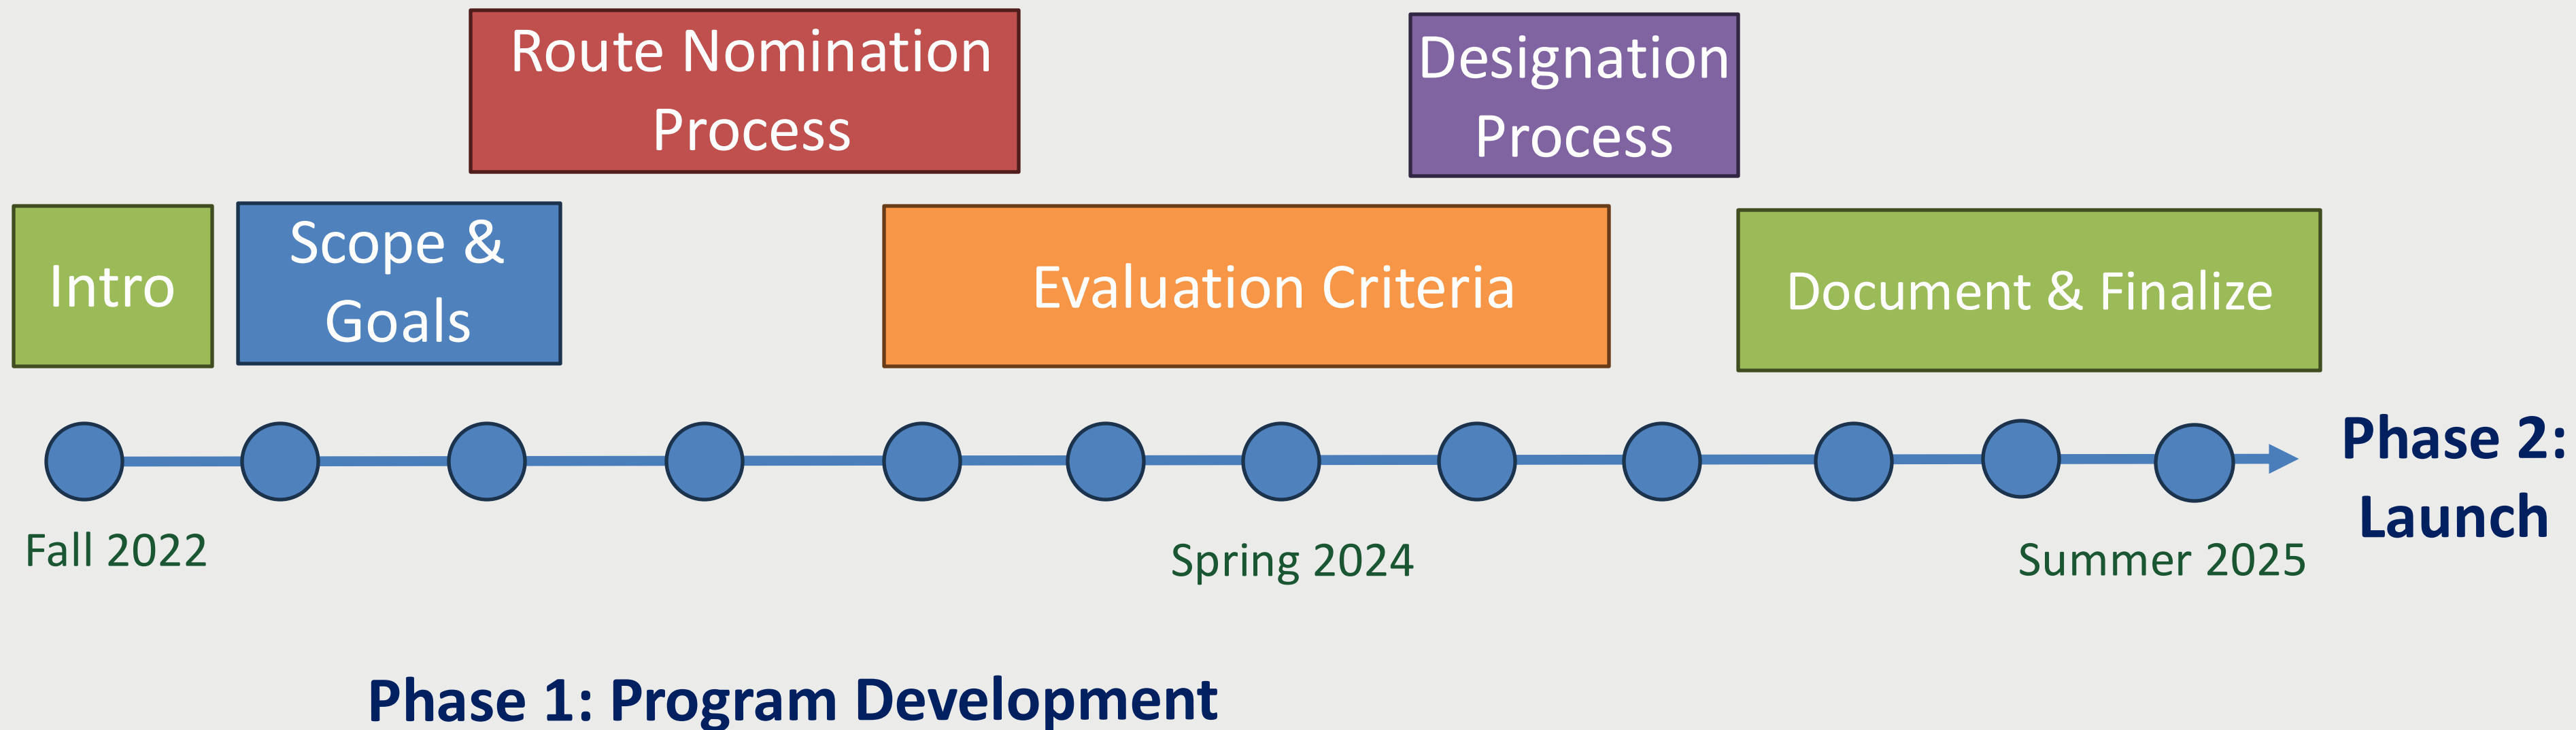 Route Nomination
Process
Designation
Process
Intro
Scope &
Goals
Evaluation Criteria
Document & Finalize
Phase 2:
Launch
Fall 2022
Spring 2024
Summer 2025
Phase 1: Program Development